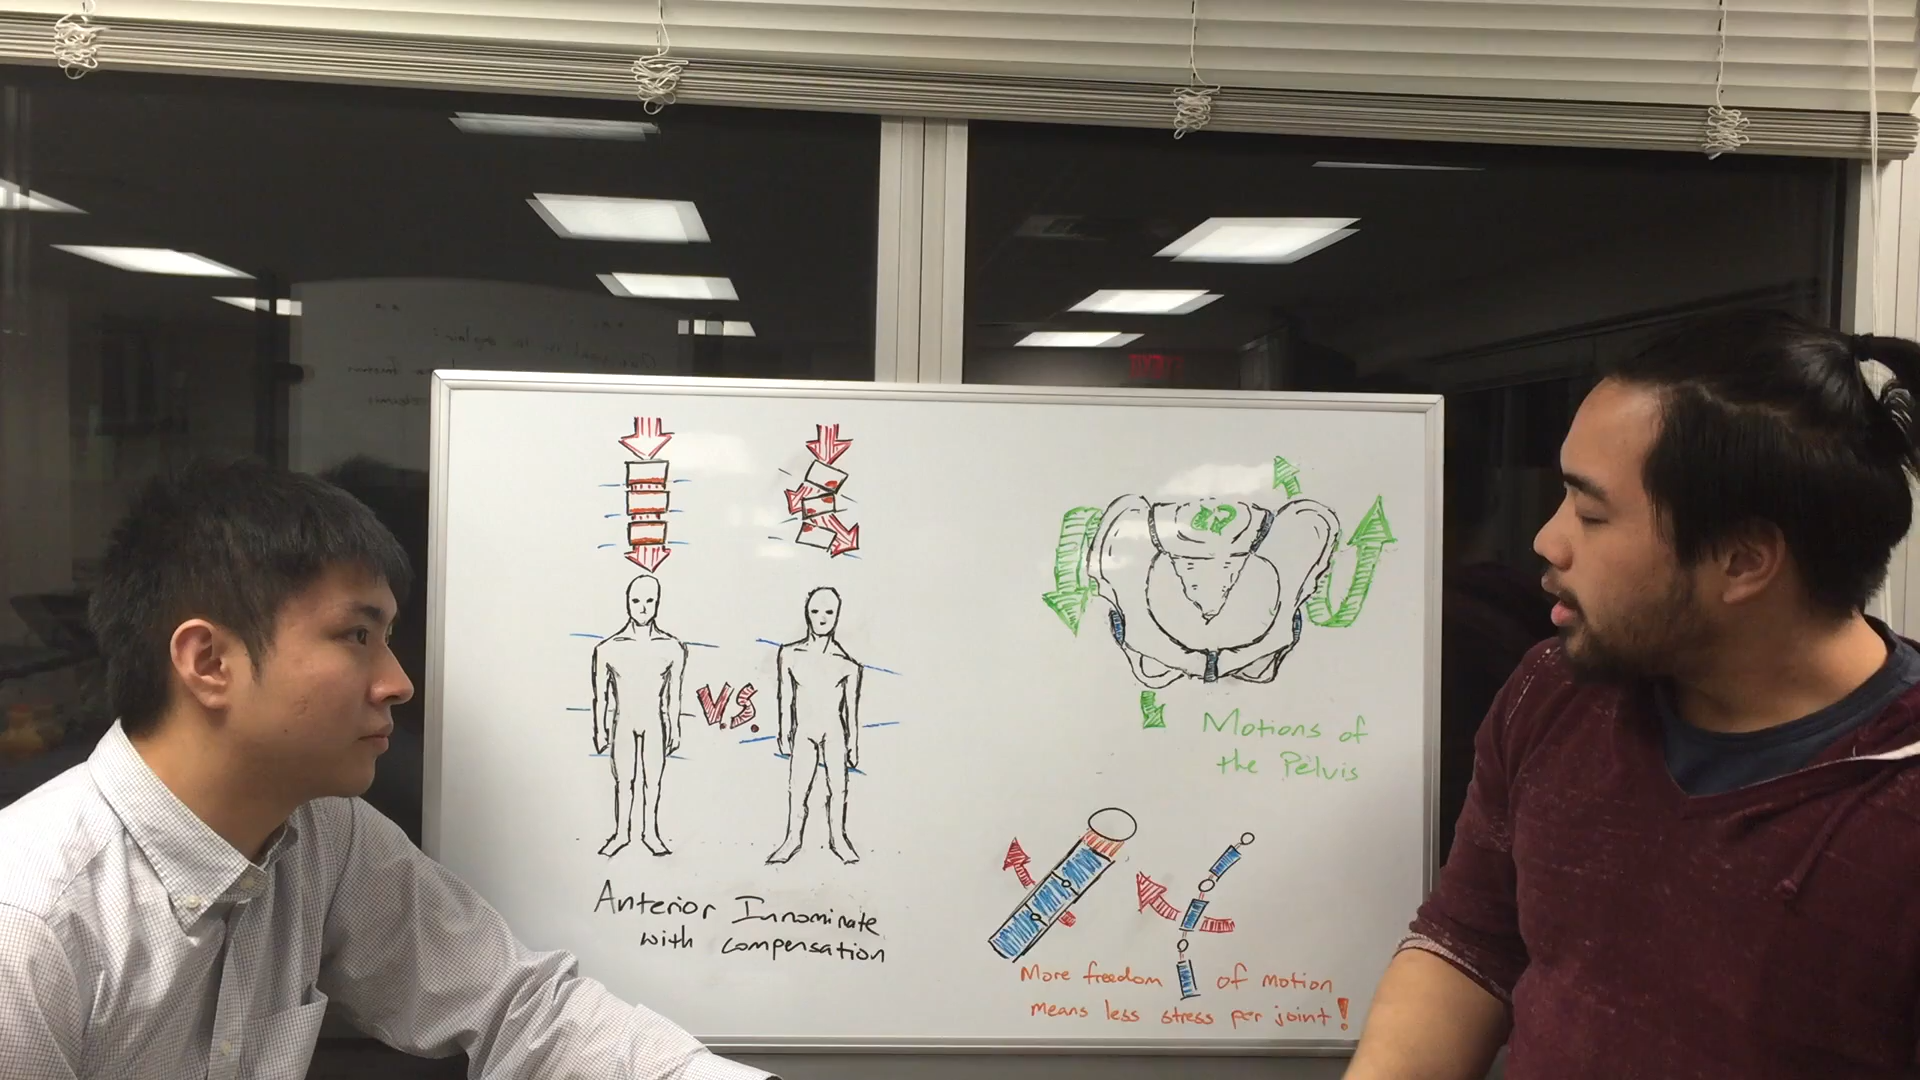 V.S.
Anterior Innominate
with compensation
Motions of
the Pelvis
More freedom of motion
means less stress per joint!